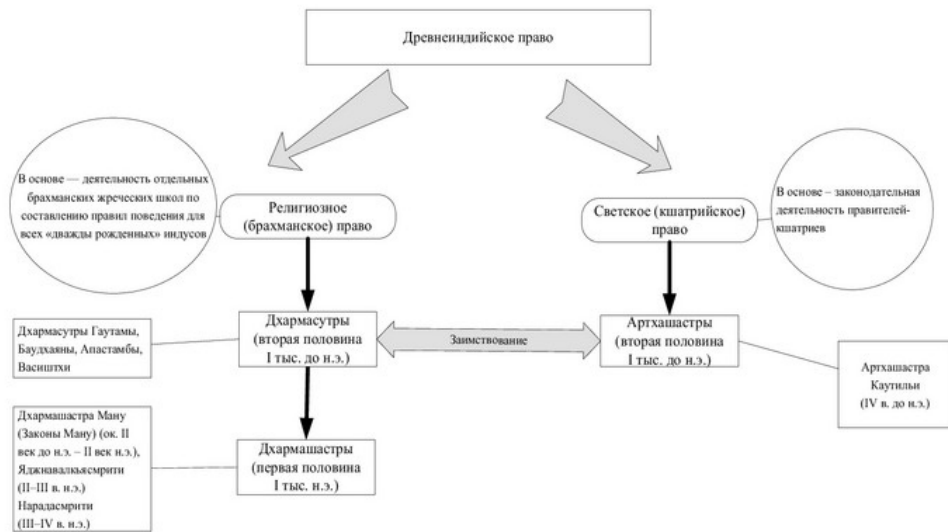 Древнеиндийское право
В основе — деятельность отдельных
брахманских жреческих школ по
составлению правил поведения для
всех «дважды рожденных» индусов
Религиозное
(брахманское) право
Светское (кшатрийское)
право
В основе – законодательная
деятельность правителей-
кшатриев
Дхармасутры Гаутамы,
Баудхаяны, Апастамбы,
Васиштхи
Дхармасутры
(вторая половина
I тыс. до н.э.)
Заимствование
Артхашастры
(вторая половина
I тыс. до н.э.)
Артхашастра
Каутильи
(IV в. до н.э.)
Дхармашастра Ману
(Законы Ману) (ок. II
век до н.э. – II век н.э.),
Яджнавалкьясмрити
(II–III в. н.э.)
Нарадасмрити
(III–IV в. н.э.)
Дхармашастры
(первая половина
I тыс. н.э.)